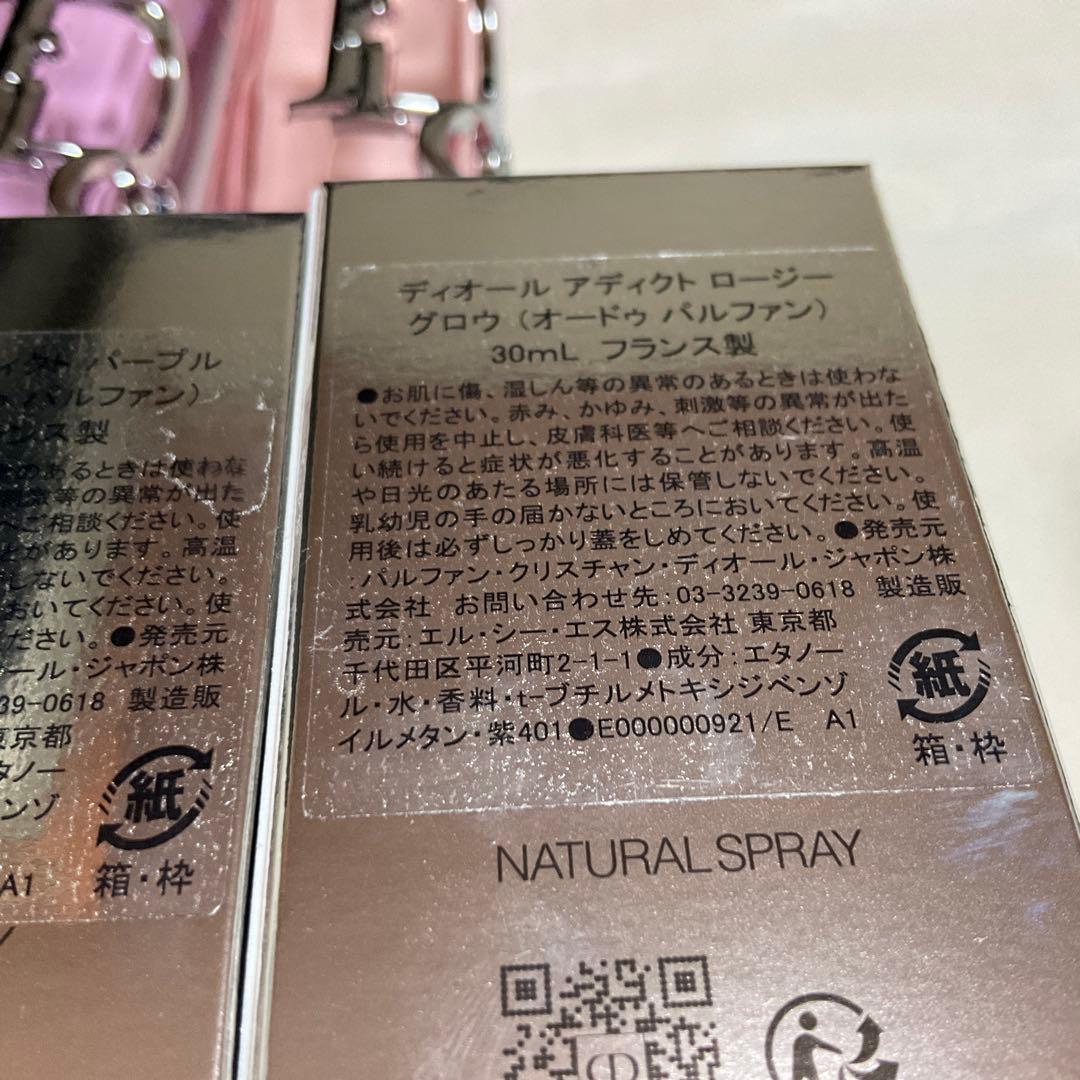 ディオール アディクト ロージー
グロウ（オードゥ パルファン）
30mL フランス製
●お肌に傷、湿しん等の異常のあるときは使わな
いでください。赤み、かゆみ、刺激等の異常が出た
ら使用を中止し、皮膚科医等へご相談ください。使
い続けると症状が悪化することがあります。高温
や日光のあたる場所には保管しないでください。
乳幼児の手の届かないところにおいてください。使
用後は必ずしっかり蓋をしめてください。●発売元
:パルファン・クリスチャン・ディオール・ジャポン株
式会社 お問い合わせ先:03-3239-0618 製造販
売元:エル・シー・エス株式会社 東京都
千代田区平河町2-1-1●成分:エタノー
ル・水・香料・t-ブチルメトキシジベンゾ
イルメタン・紫401●E000000921/E A1
紙
箱・枠
NATURAL SPRAY
クト パープル
パルファン）
ンス製
のあるときは使わな
激等の異常が出た
へご相談ください。使
とがあります。高温
しないでください。
おいてください。使
ださい。●発売元
ール・ジャポン株
39-0618 製造販
東京都
タノー
ベンゾ
A1
紙
箱・枠